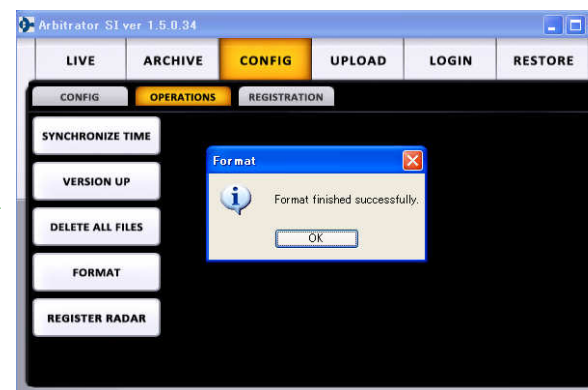 Arbitrator SI ver 1.5.0.34
LIVE ARCHIVE CONFIG UPLOAD LOGIN RESTORE
CONFIG OPERATIONS REGISTRATION
SYNCHRONIZE TIME
VERSION UP
DELETE ALL FILES
FORMAT
REGISTER RADAR
Format
Format finished successfully.
OK